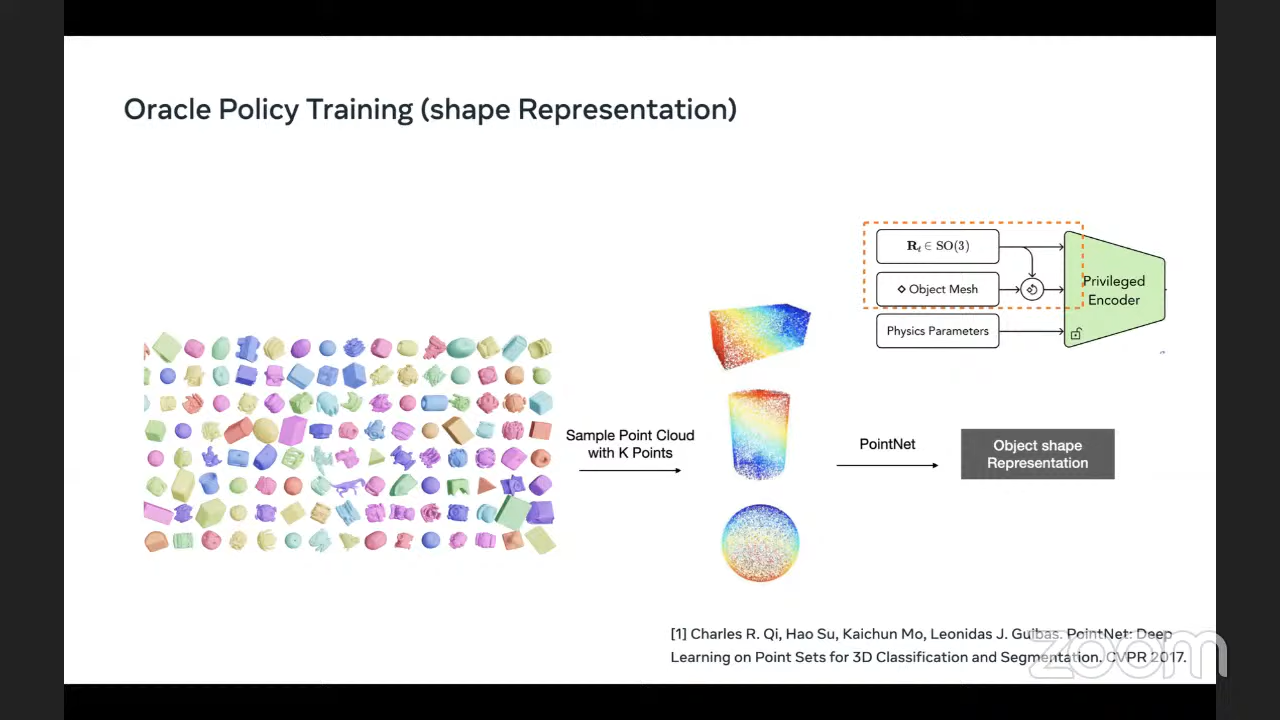 Oracle Policy Training (shape Representation)
R_t ∈ SO(3)
Object Mesh
Physics Parameters
Privileged
Encoder
Sample Point Cloud
with K Points
PointNet
Object shape
Representation
[1] Charles R. Qi, Hao Su, Kaichun Mo, Leonidas J. Guibas. PointNet: Deep
Learning on Point Sets for 3D Classification and Segmentation. CVPR 2017.
zoom